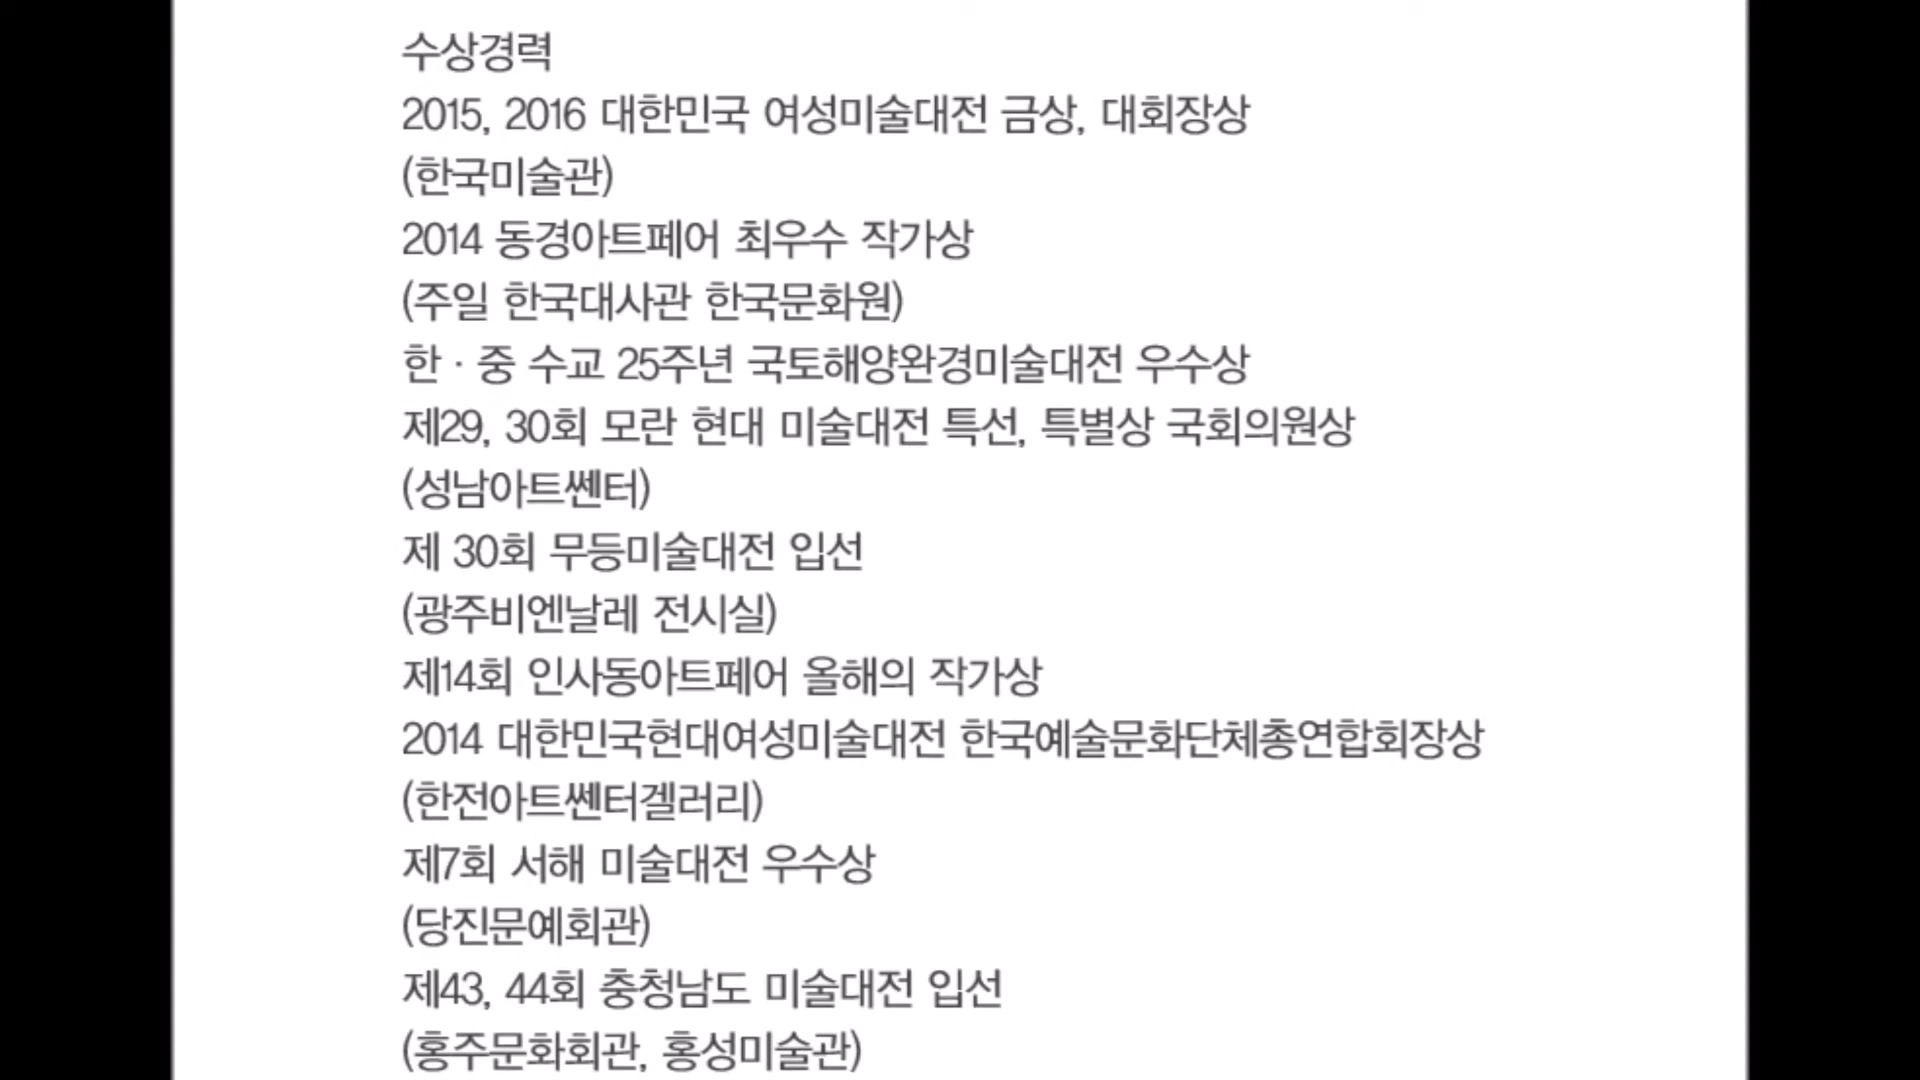 수상경력
2015, 2016 대한민국 여성미술대전 금상, 대회장상
(한국미술관)
2014 동경아트페어 최우수 작가상
(주일 한국대사관 한국문화원)
한 · 중 수교 25주년 국토해양완경미술대전 우수상
제29, 30회 모란 현대 미술대전 특선, 특별상 국회의원상
(성남아트쎈터)
제 30회 무등미술대전 입선
(광주비엔날레 전시실)
제14회 인사동아트페어 올해의 작가상
2014 대한민국현대여성미술대전 한국예술문화단체총연합회장상
(한전아트쎈터겔러리)
제7회 서해 미술대전 우수상
(당진문예회관)
제43, 44회 충청남도 미술대전 입선
(홍주문화회관, 홍성미술관)